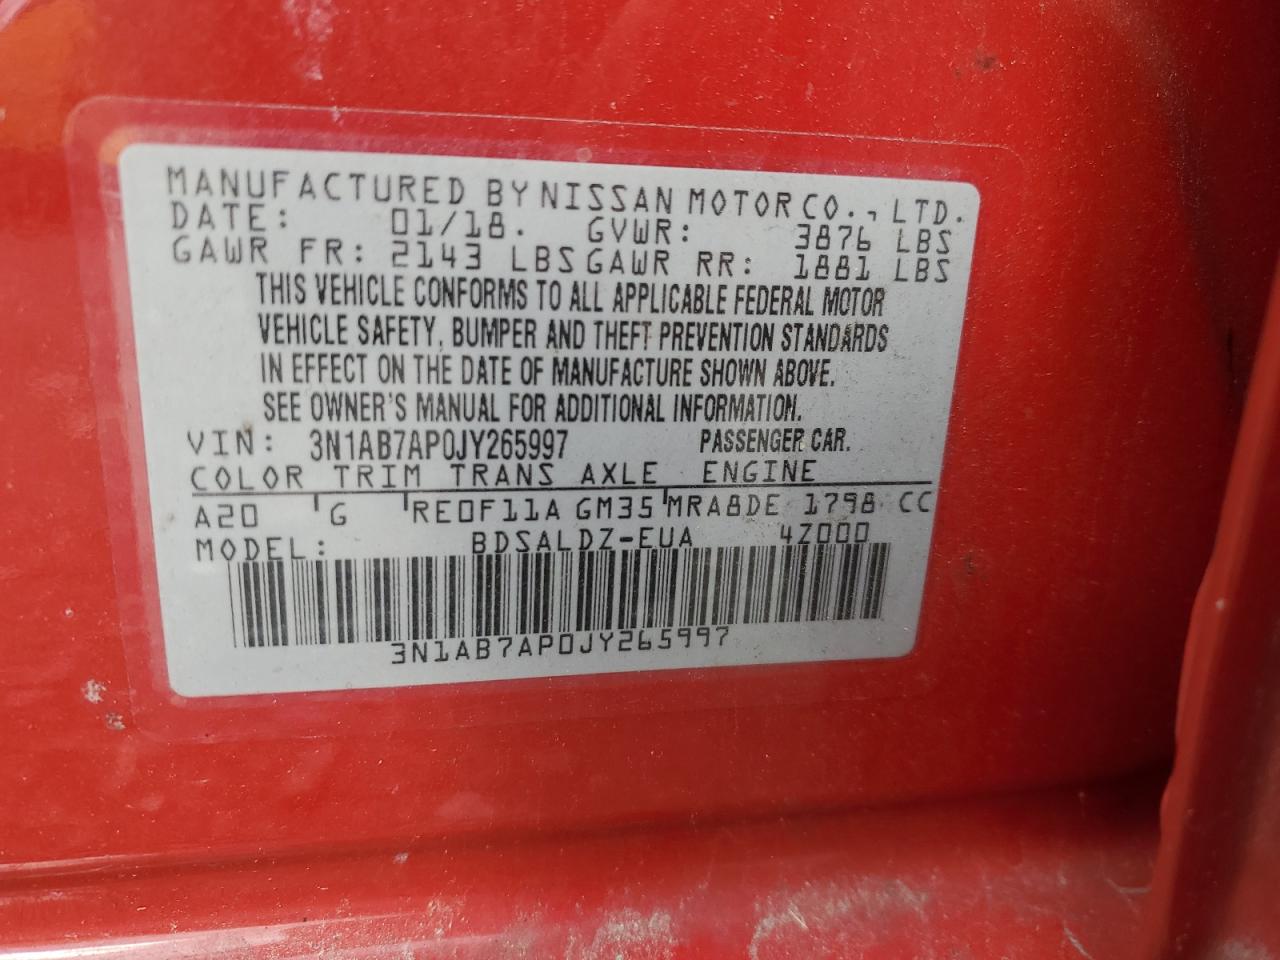 MANUFACTURED BY NISSAN MOTOR CO., LTD.
DATE: 01/18. GVWR: 3876 LBS
GAWR FR: 2143 LBS GAWR RR: 1881 LBS
THIS VEHICLE CONFORMS TO ALL APPLICABLE FEDERAL MOTOR
VEHICLE SAFETY, BUMPER AND THEFT PREVENTION STANDARDS
IN EFFECT ON THE DATE OF MANUFACTURE SHOWN ABOVE.
SEE OWNER'S MANUAL FOR ADDITIONAL INFORMATION.
VIN: 3N1AB7AP0JY265997 PASSENGER CAR.
COLOR TRIM TRANS AXLE ENGINE
A20 G RE0F11A GM35 MRA8DE 1798 CC
MODEL: BDSALDZ-EUA 4Z000
3N1AB7AP0JY265997